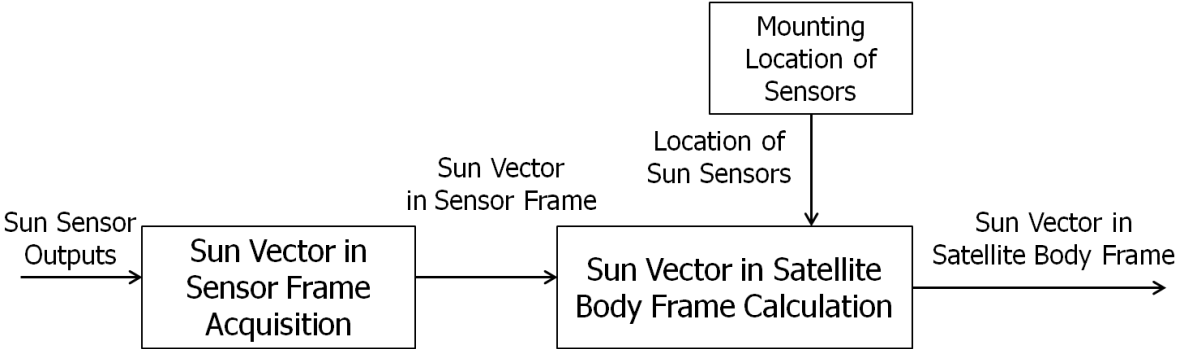 Mounting
Location of
Sensors
Location of
Sun Sensors
Sun Vector
in Sensor Frame
Sun Sensor
Outputs
Sun Vector in
Sensor Frame
Acquisition
Sun Vector in Satellite
Body Frame Calculation
Sun Vector in
Satellite Body Frame